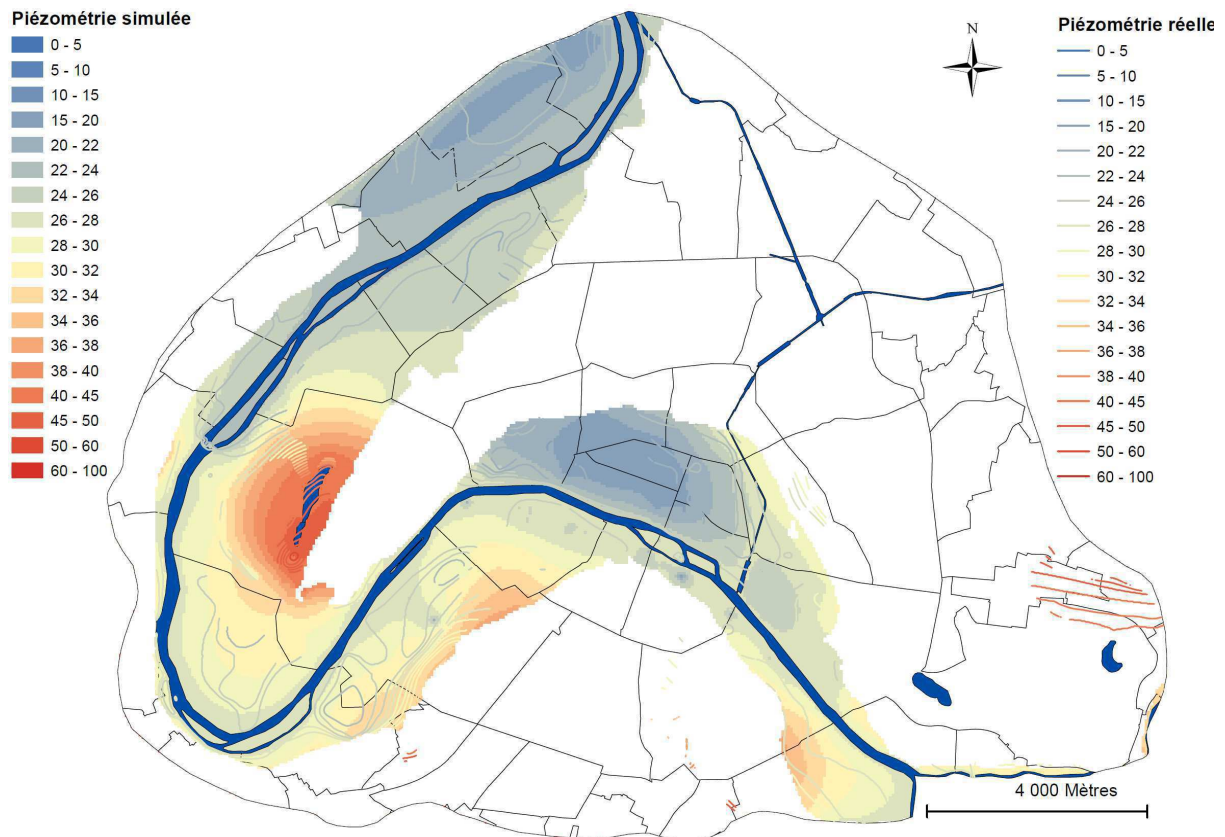 Piézométrie simulée
0 - 5
5 - 10
10 - 15
15 - 20
20 - 22
22 - 24
24 - 26
26 - 28
28 - 30
30 - 32
32 - 34
34 - 36
36 - 38
38 - 40
40 - 45
45 - 50
50 - 60
60 - 100
N
Piézométrie réelle
0 - 5
5 - 10
10 - 15
15 - 20
20 - 22
22 - 24
24 - 26
26 - 28
28 - 30
30 - 32
32 - 34
34 - 36
36 - 38
38 - 40
40 - 45
45 - 50
50 - 60
60 - 100
4 000 Mètres